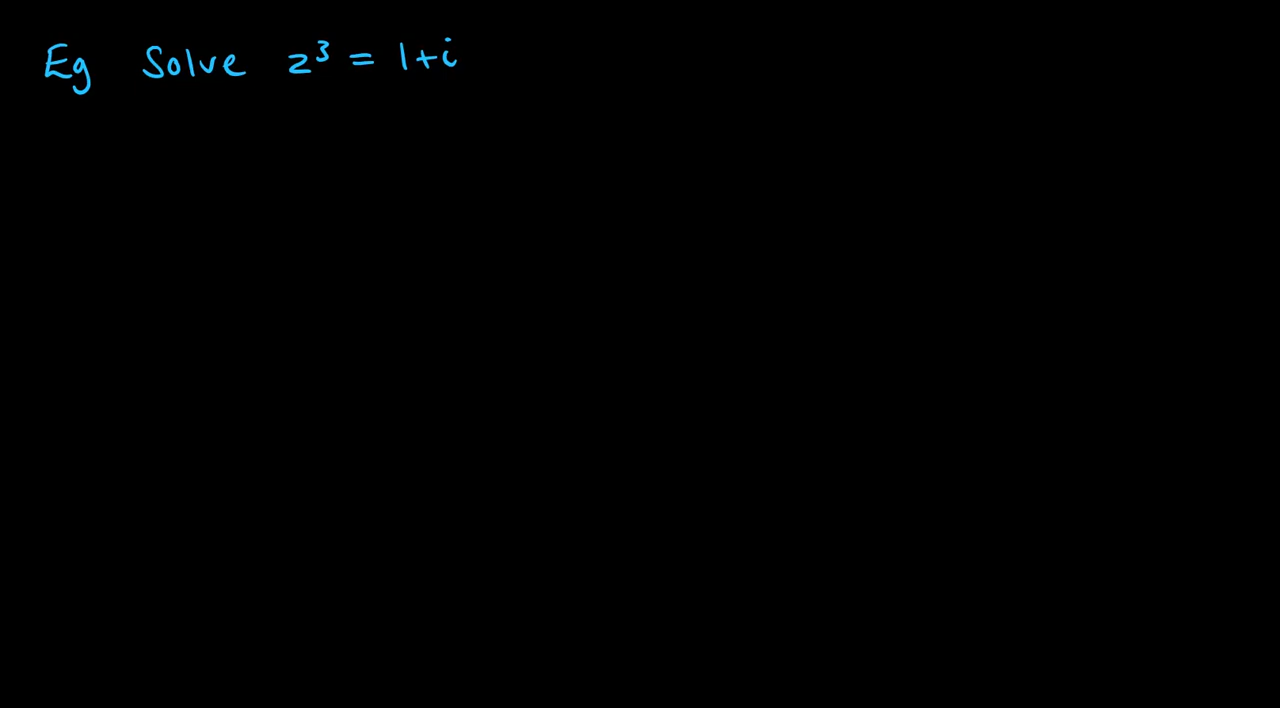 Eg Solve z³ = 1+i